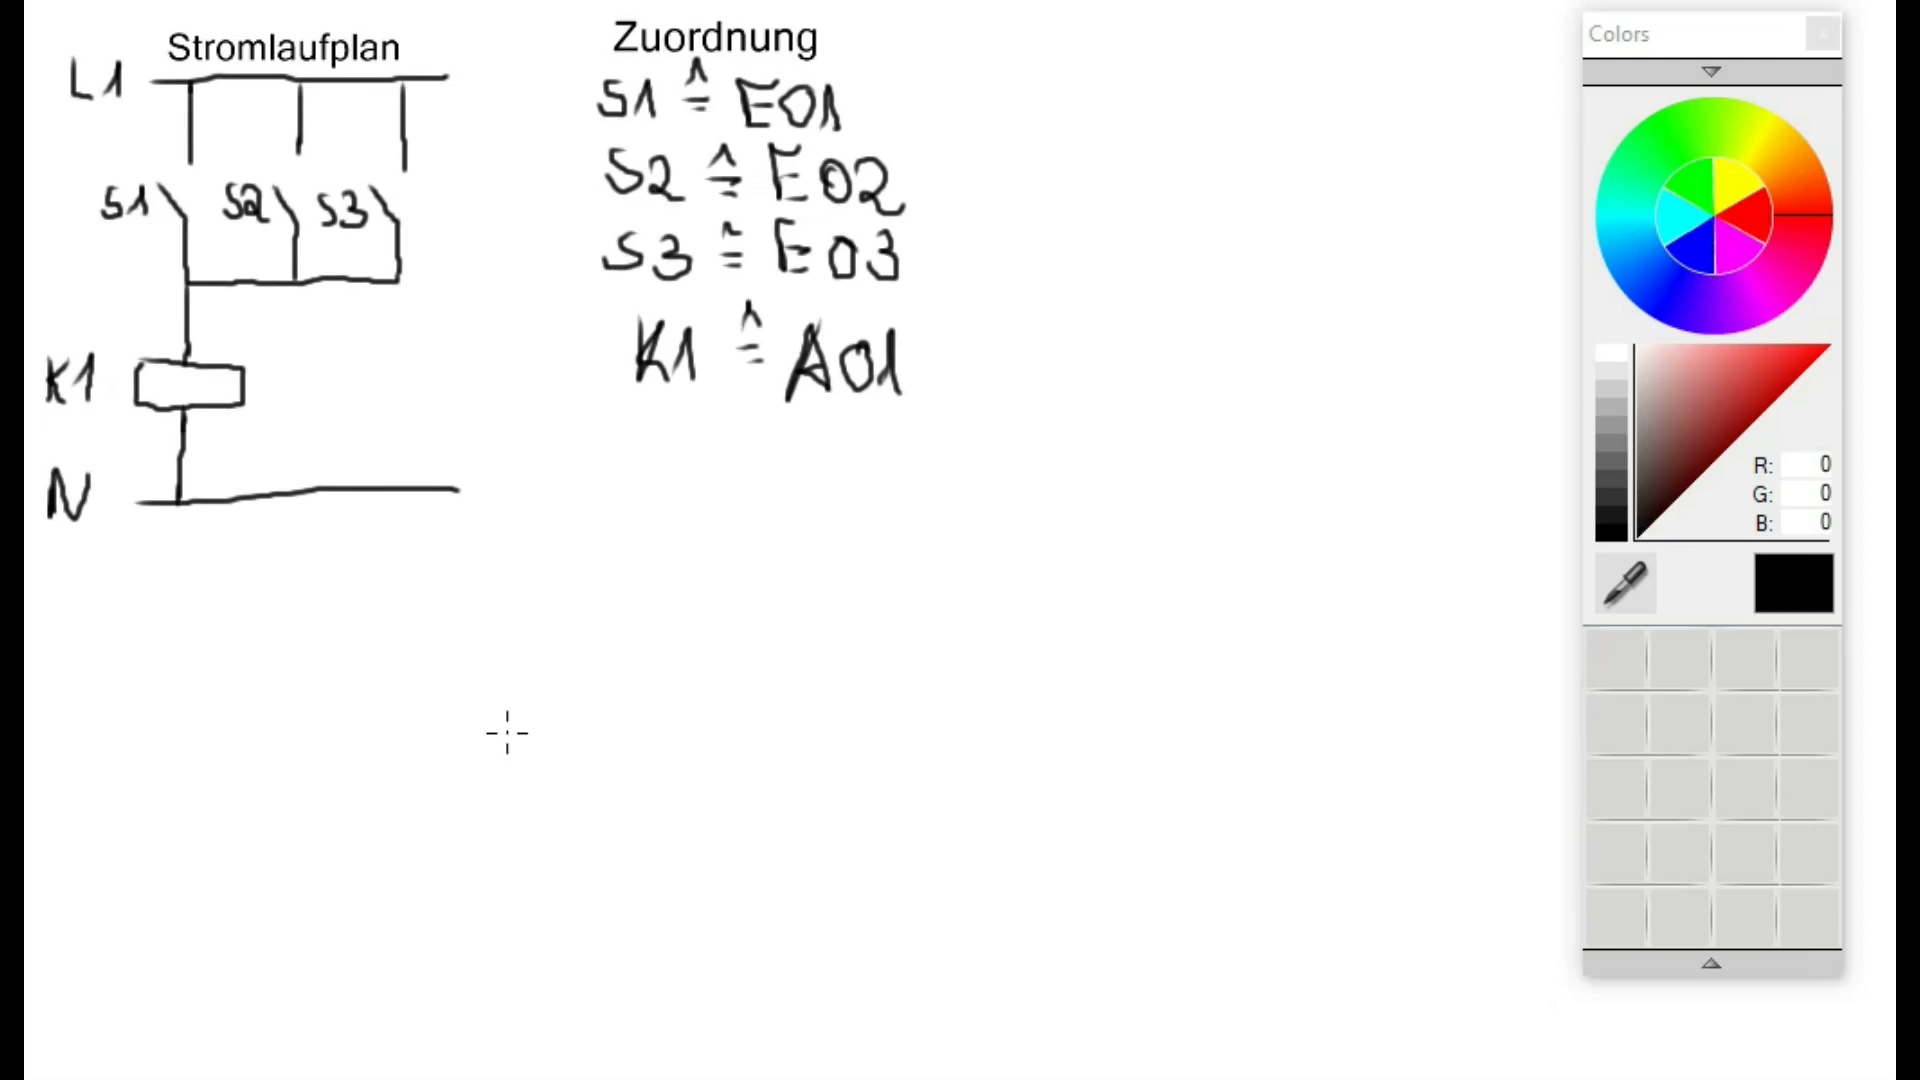 Stromlaufplan
L1
S1 S2 S3
K1
N
Zuordnung
S1 ≙ E01
S2 ≙ E02
S3 ≙ E03
K1 ≙ A01
Colors
R: 0
G: 0
B: 0